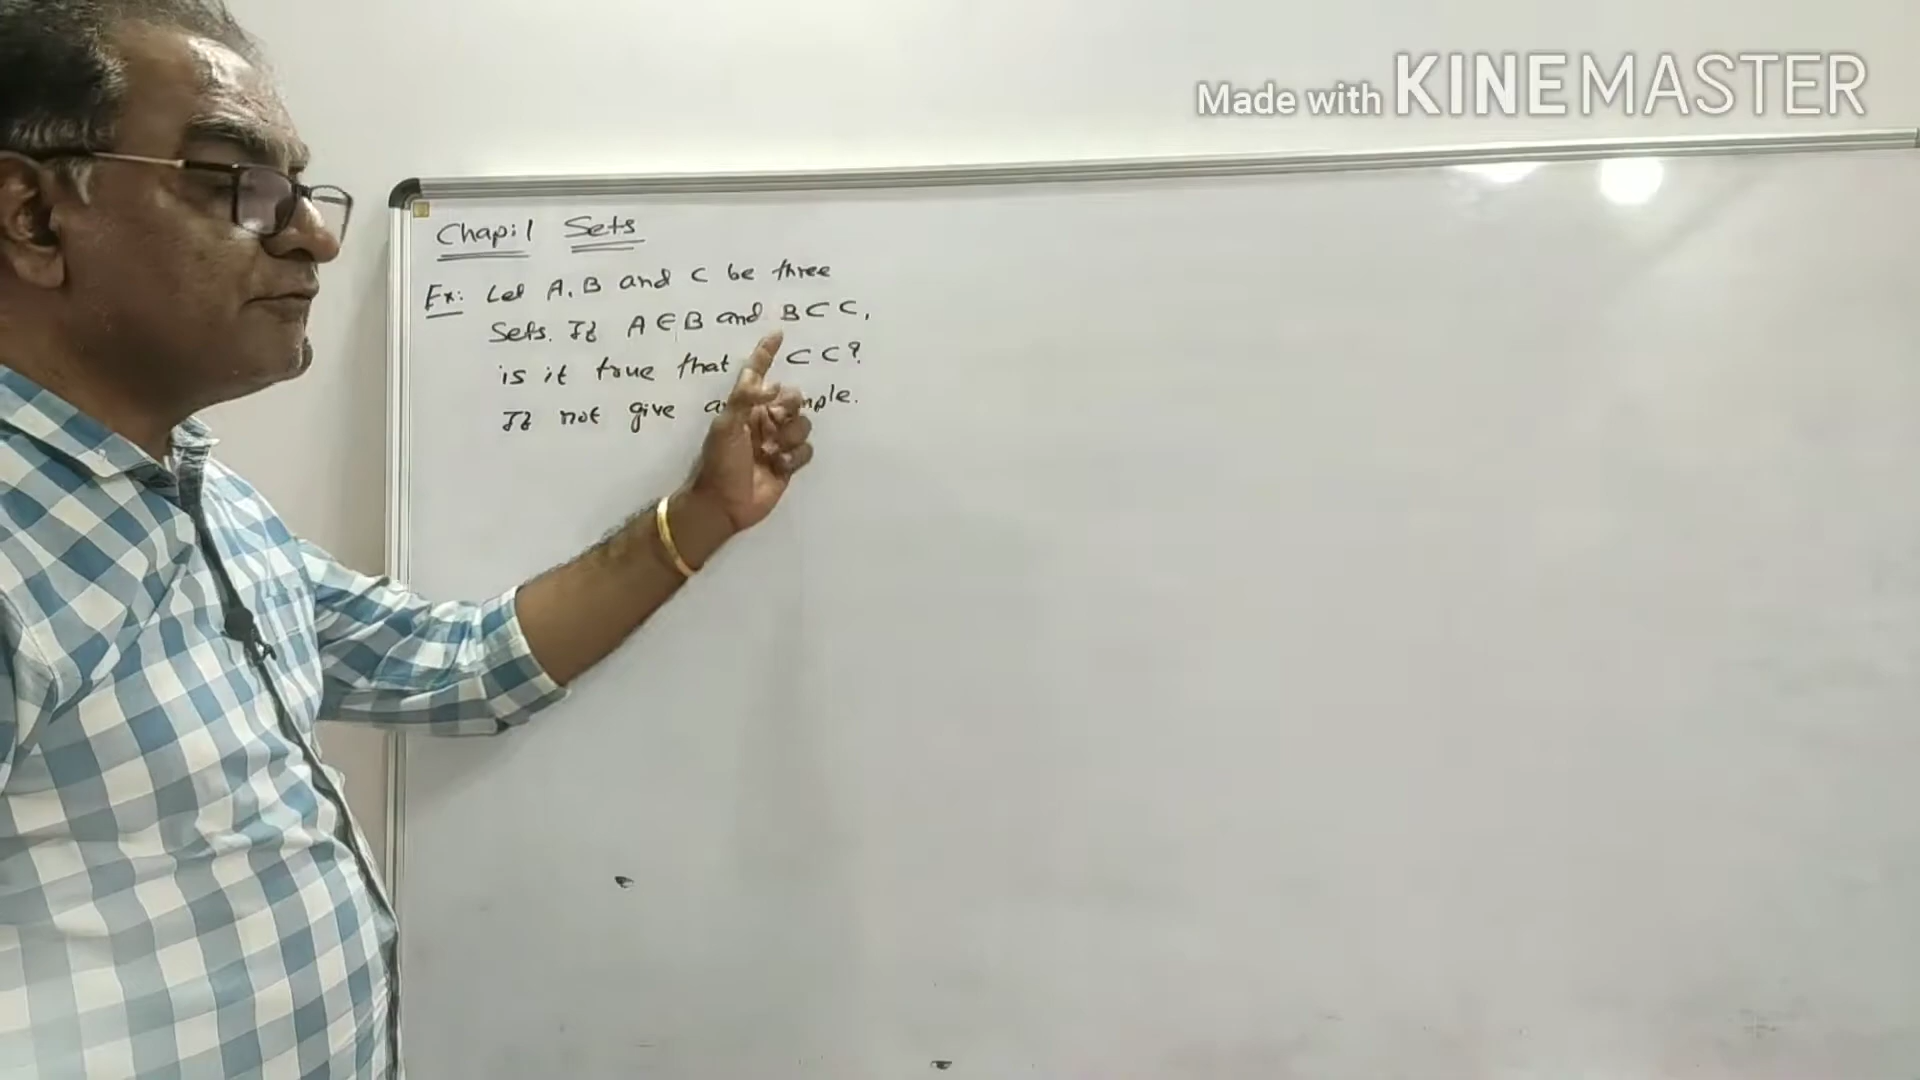 Made with KINEMASTER
Chap:1 Sets
Ex: Let A, B and C be three
Sets. If A ∈ B and B ⊂ C,
is it true that ⊂ C?
If not give